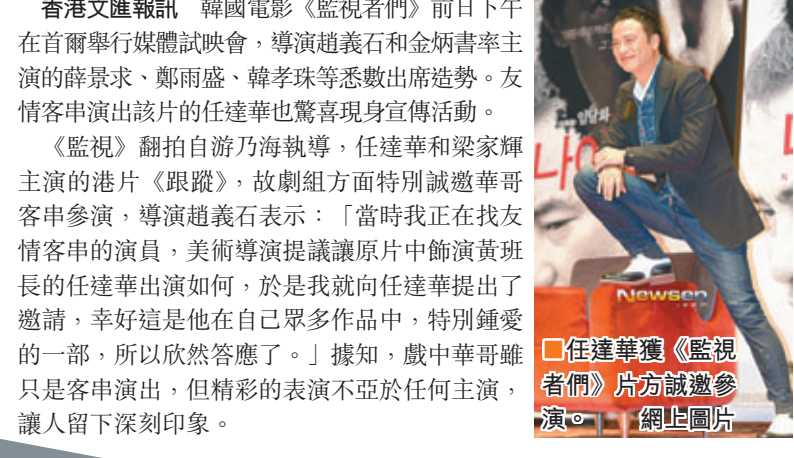 香港文匯報訊　韓國電影《監視者們》前日下午
在首爾舉行媒體試映會，導演趙義石和金炳書率主
演的薛景求、鄭雨盛、韓孝珠等悉數出席造勢。友
情客串演出該片的任達華也驚喜現身宣傳活動。
《監視》翻拍自游乃海執導，任達華和梁家輝
主演的港片《跟蹤》，故劇組方面特別誠邀華哥
客串參演，導演趙義石表示：「當時我正在找友
情客串的演員，美術導演提議讓原片中飾演黃班
長的任達華出演如何，於是我就向任達華提出了
邀請，幸好這是他在自己眾多作品中，特別鍾愛
的一部，所以欣然答應了。」據知，戲中華哥雖
只是客串演出，但精彩的表演不亞於任何主演，
讓人留下深刻印象。
임달화
나이
Newsen
■任達華獲《監視
者們》片方誠邀參
演。　　網上圖片